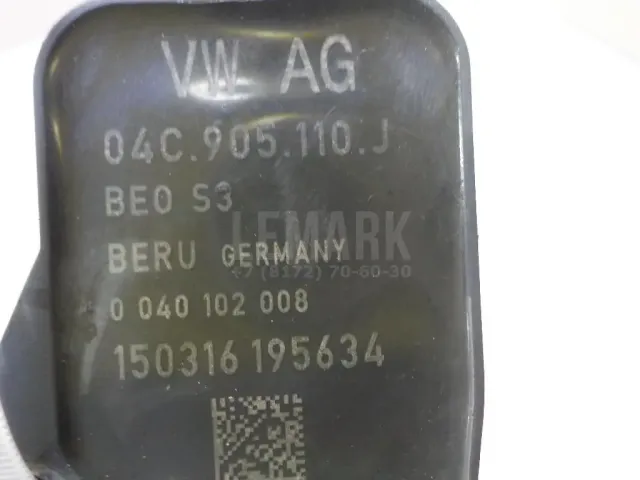 VW AG
04C.905.110.J
BEO S3
LEMARK
BERU GERMANY
+7 (8172) 70-60-30
0 040 102 008
150316 195634